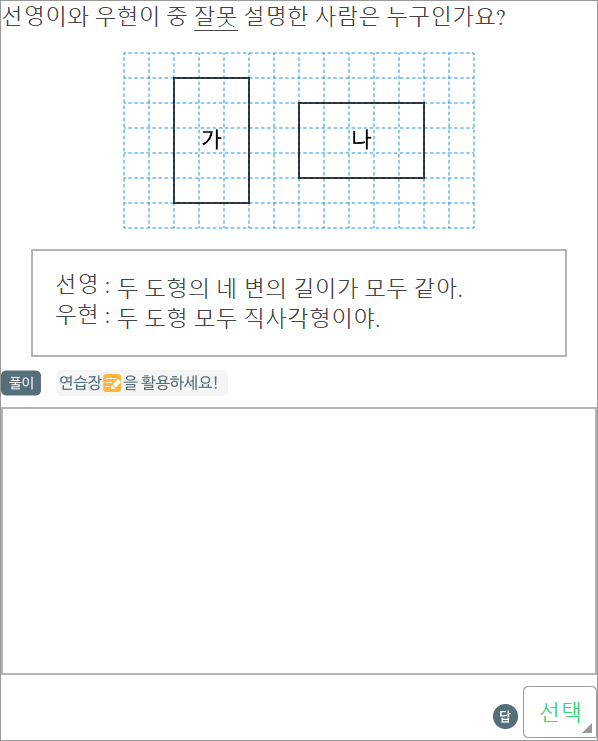 선영이와 우현이 중 잘못 설명한 사람은 누구인가요?
가
나
선영 : 두 도형의 네 변의 길이가 모두 같아.
우현 : 두 도형 모두 직사각형이야.
풀이 연습장을 활용하세요!
답 선택